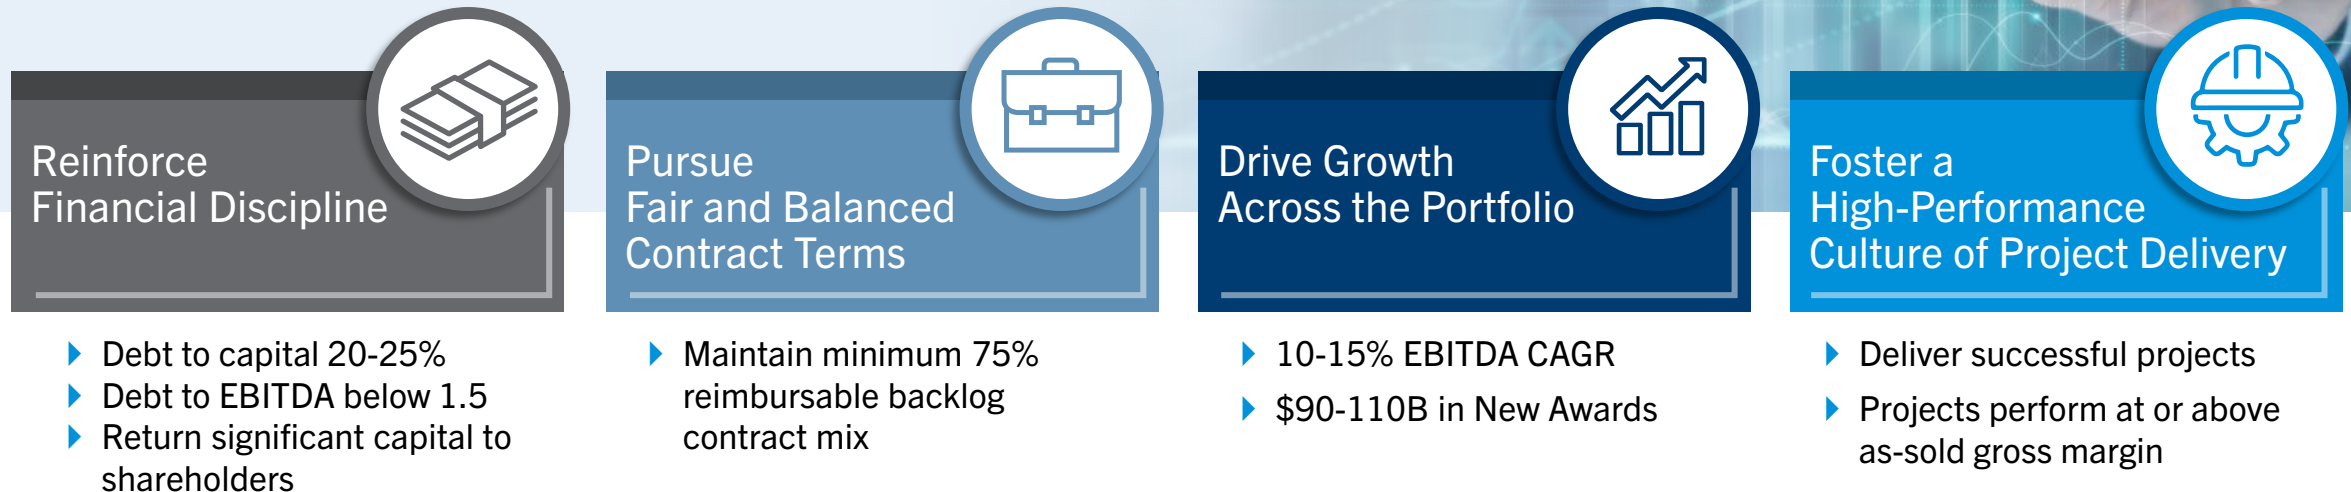 Reinforce
Financial Discipline
Debt to capital 20-25%
Debt to EBITDA below 1.5
Return significant capital to
shareholders
Pursue
Fair and Balanced
Contract Terms
Maintain minimum 75%
reimbursable backlog
contract mix
Drive Growth
Across the Portfolio
10-15% EBITDA CAGR
$90-110B in New Awards
Foster a
High-Performance
Culture of Project Delivery
Deliver successful projects
Projects perform at or above
as-sold gross margin